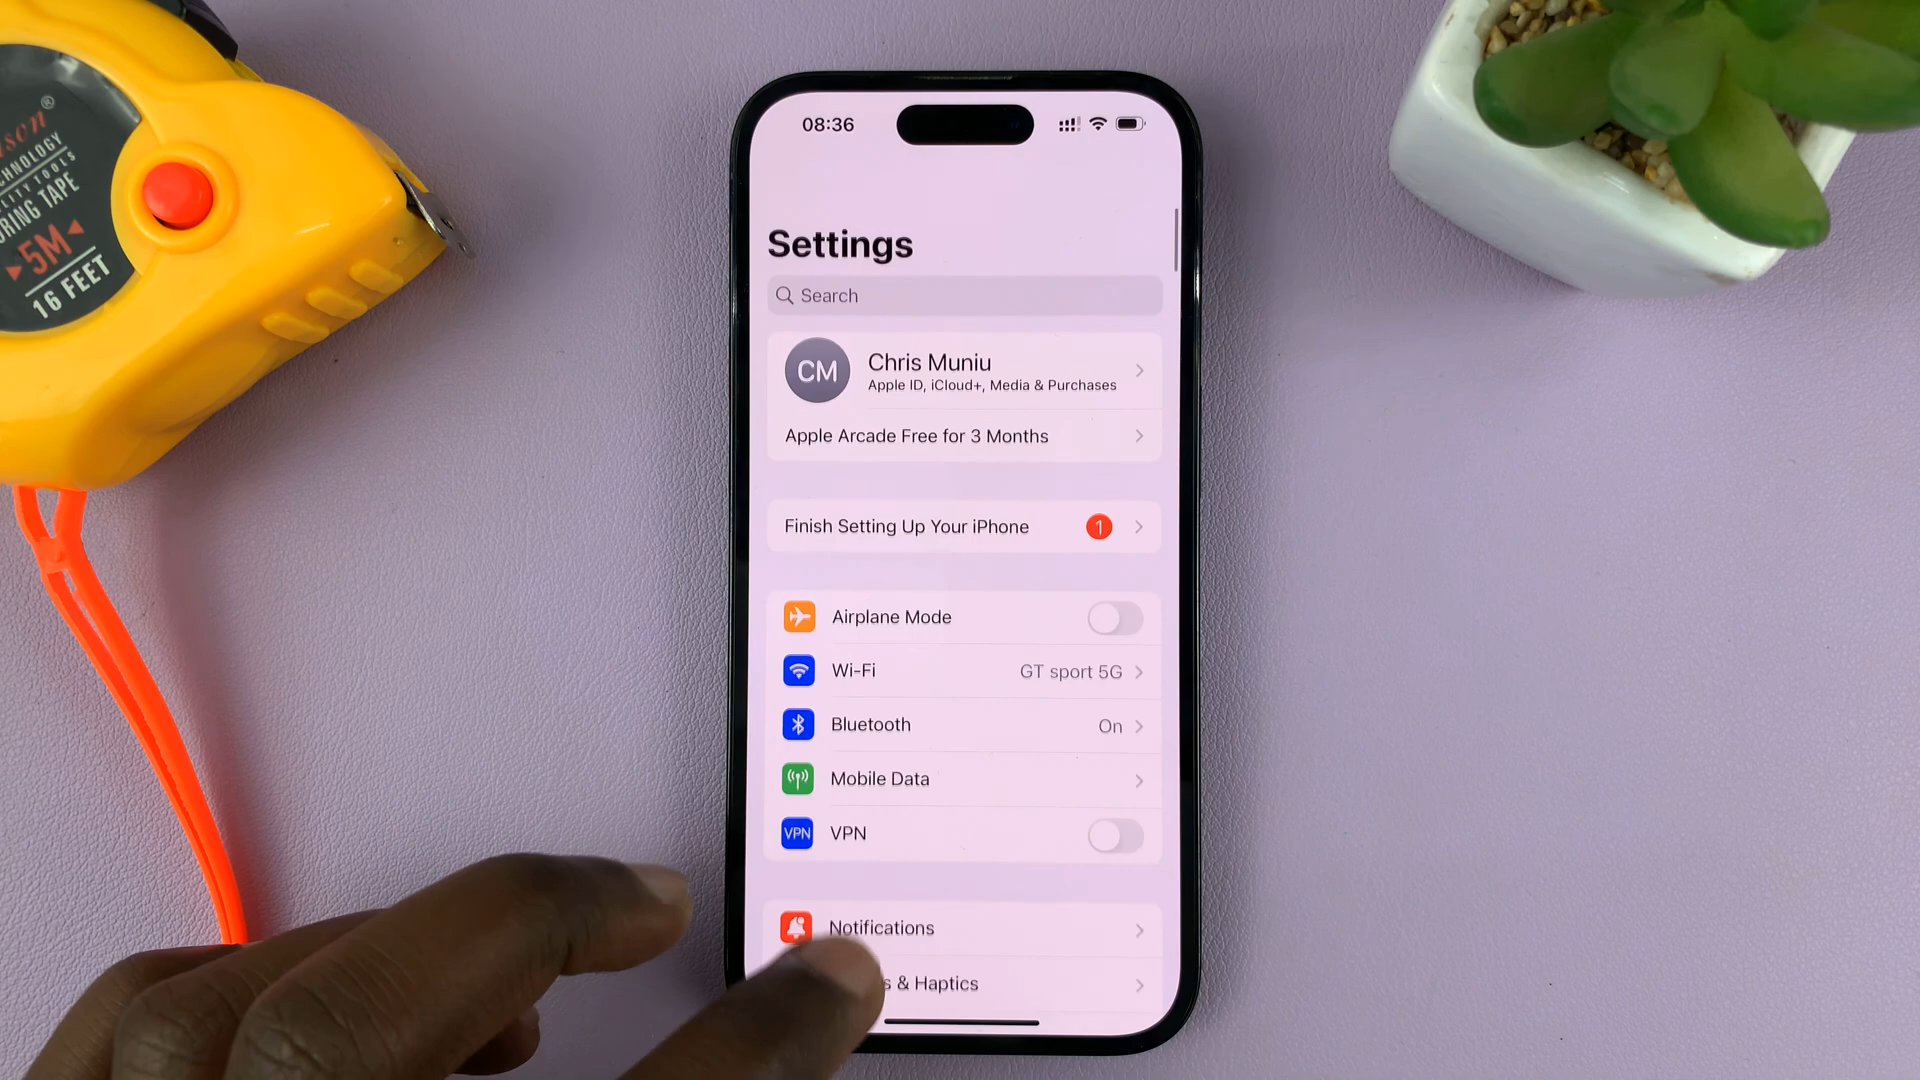 08:36
Settings
Search
CM
Chris Muniu
Apple ID, iCloud+, Media & Purchases
Apple Arcade Free for 3 Months
Finish Setting Up Your iPhone
1
Airplane Mode
Wi-Fi
GT sport 5G
Bluetooth
On
Mobile Data
VPN
VPN
Notifications
& Haptics
®
TAPE
5M
16 FEET